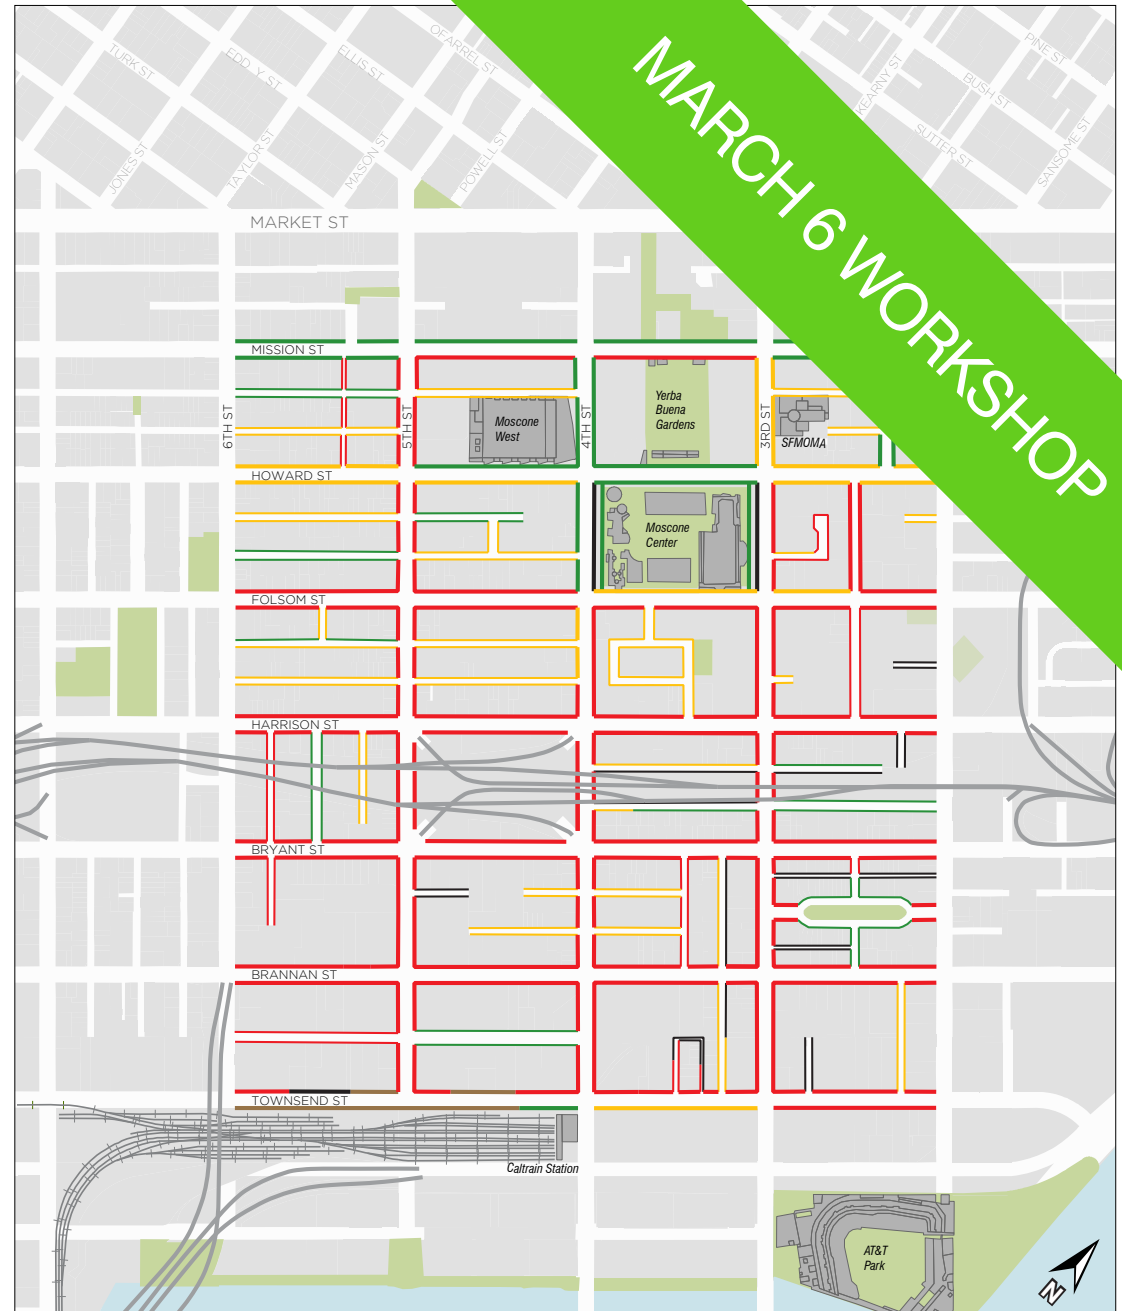 TURK ST
EDD Y ST
ELLIS ST
OFARREL ST
JONES ST
TAYLOR ST
MASON ST
POWELL ST
KEARNY ST
PINE ST
BUSH ST
SUTTER ST
SANSOME ST
MARCH 6 WORKSHOP
MARKET ST
MISSION ST
6TH ST
5TH ST
4TH ST
3RD ST
Moscone
West
Yerba
Buena
Gardens
SFMOMA
HOWARD ST
Moscone
Center
FOLSOM ST
HARRISON ST
BRYANT ST
BRANNAN ST
TOWNSEND ST
Caltrain Station
AT&T
Park
N